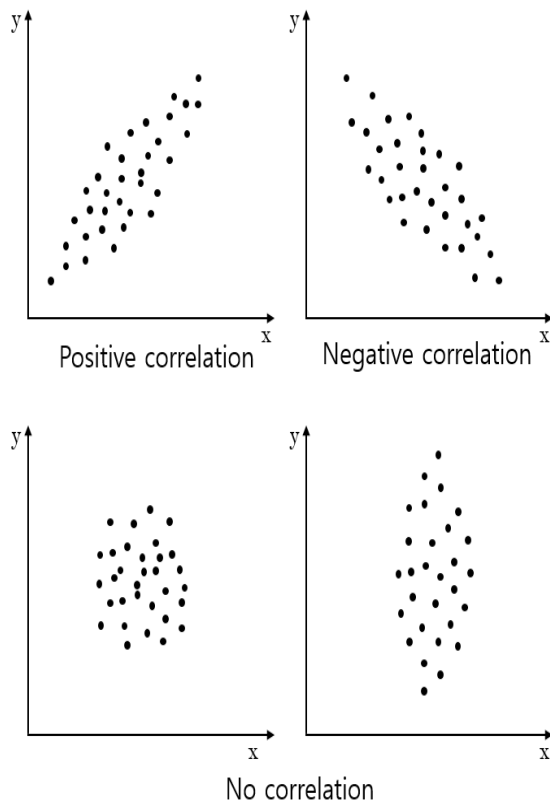 y
y
x
x
Positive correlation
Negative correlation
y
y
x
x
No correlation